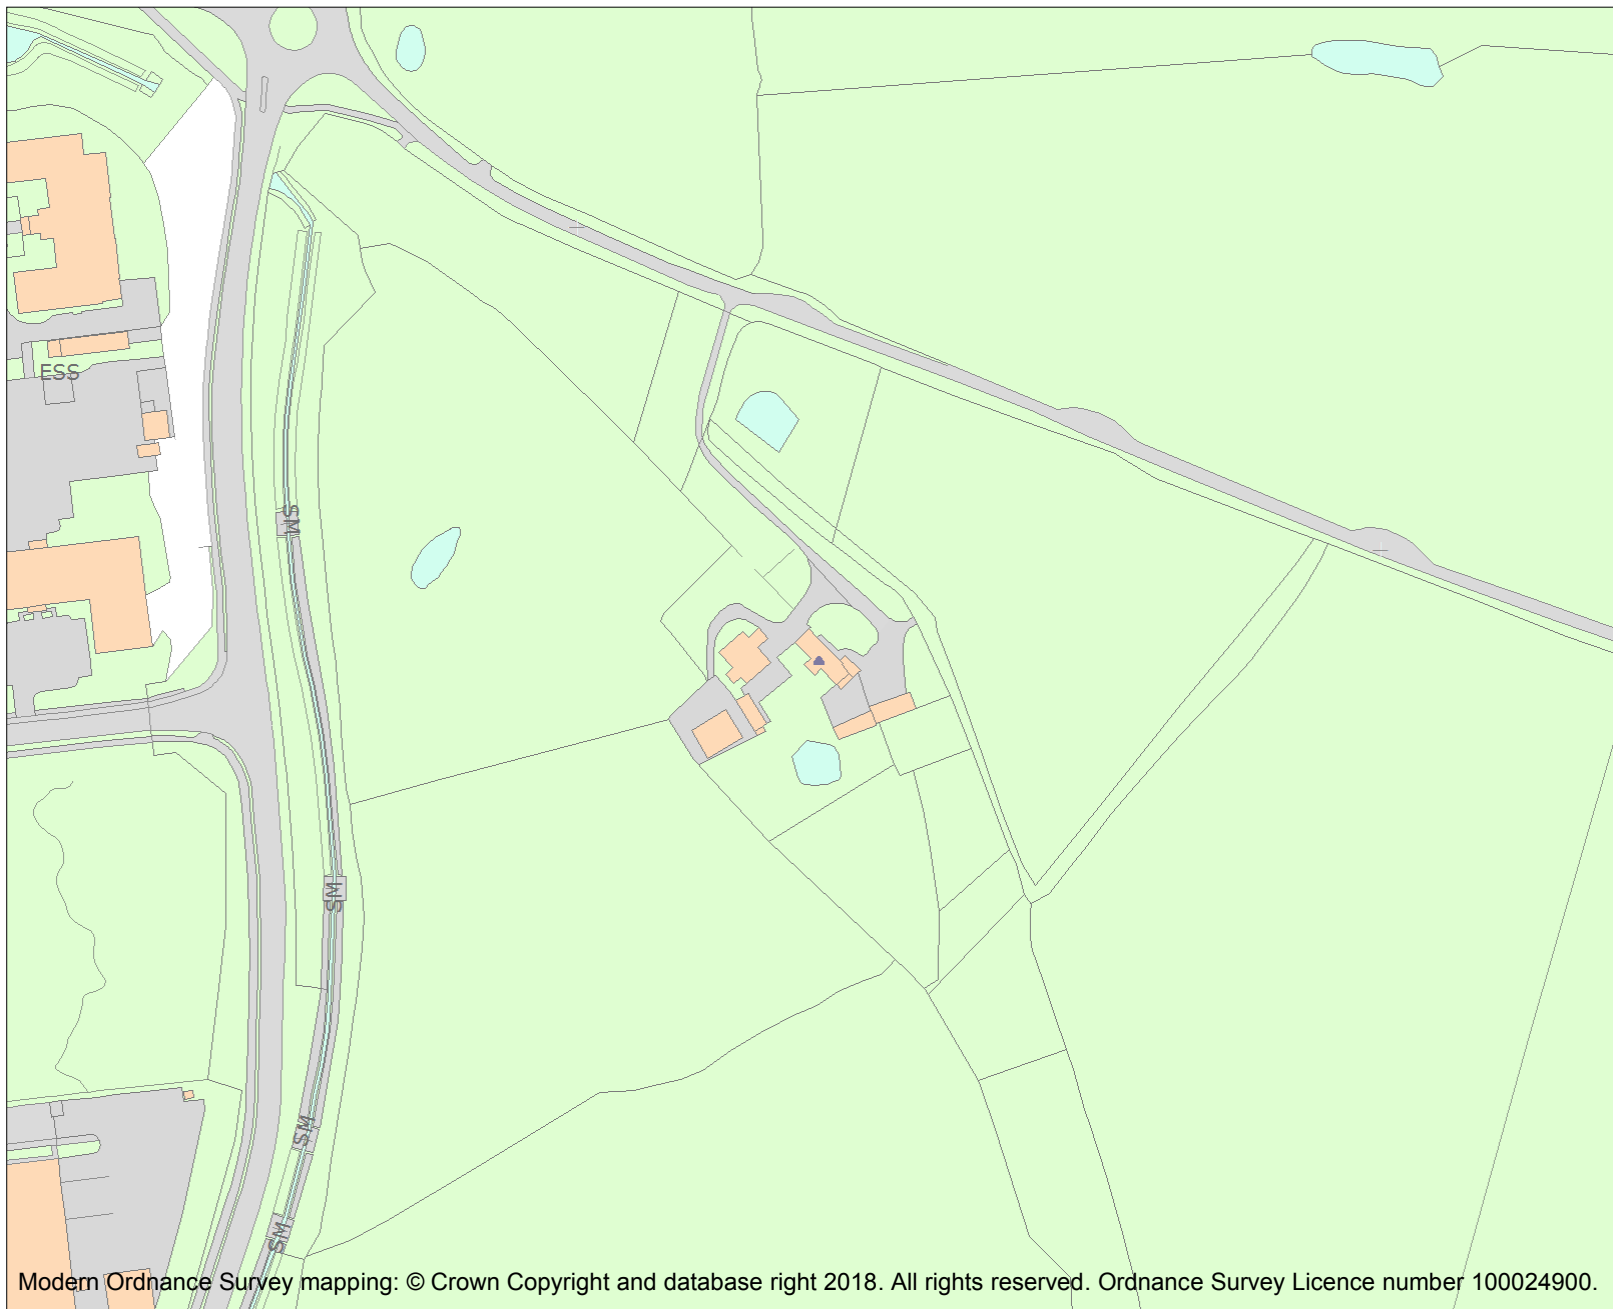 ESS
SM
SM
SM
SM
Modern Ordnance Survey mapping: © Crown Copyright and database right 2018. All rights reserved. Ordnance Survey Licence number 100024900.